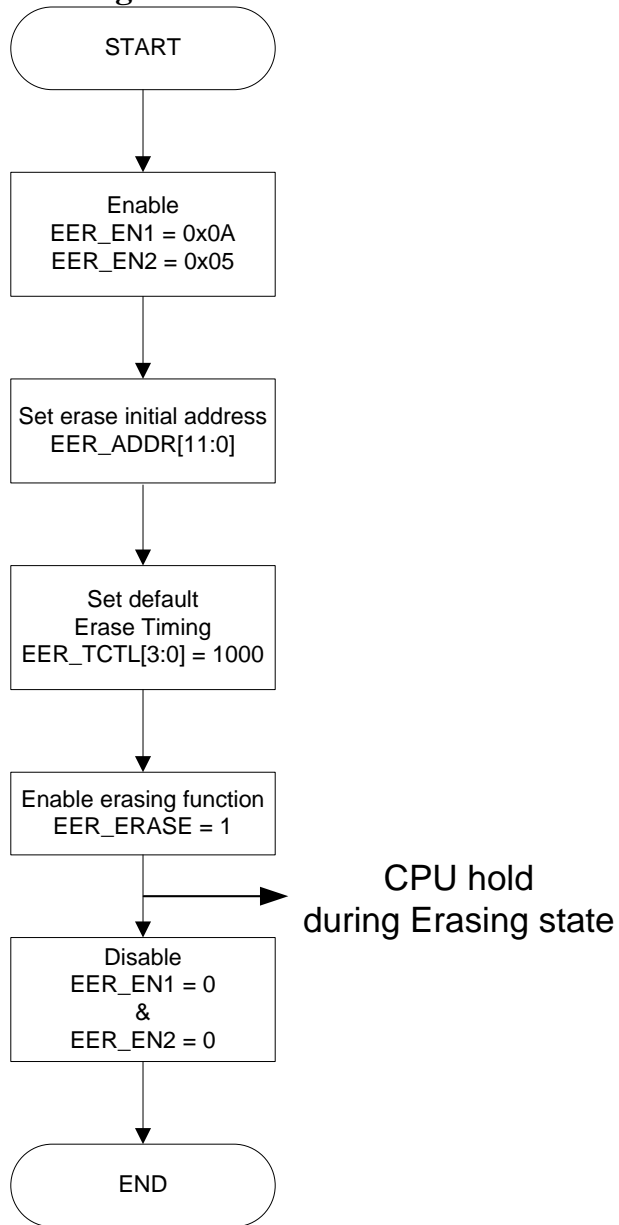 START
Enable
EER_EN1 = 0x0A
EER_EN2 = 0x05
Set erase initial address
EER_ADDR[11:0]
Set default
Erase Timing
EER_TCTL[3:0] = 1000
Enable erasing function
EER_ERASE = 1
CPU hold
during Erasing state
Disable
EER_EN1 = 0
&
EER_EN2 = 0
END